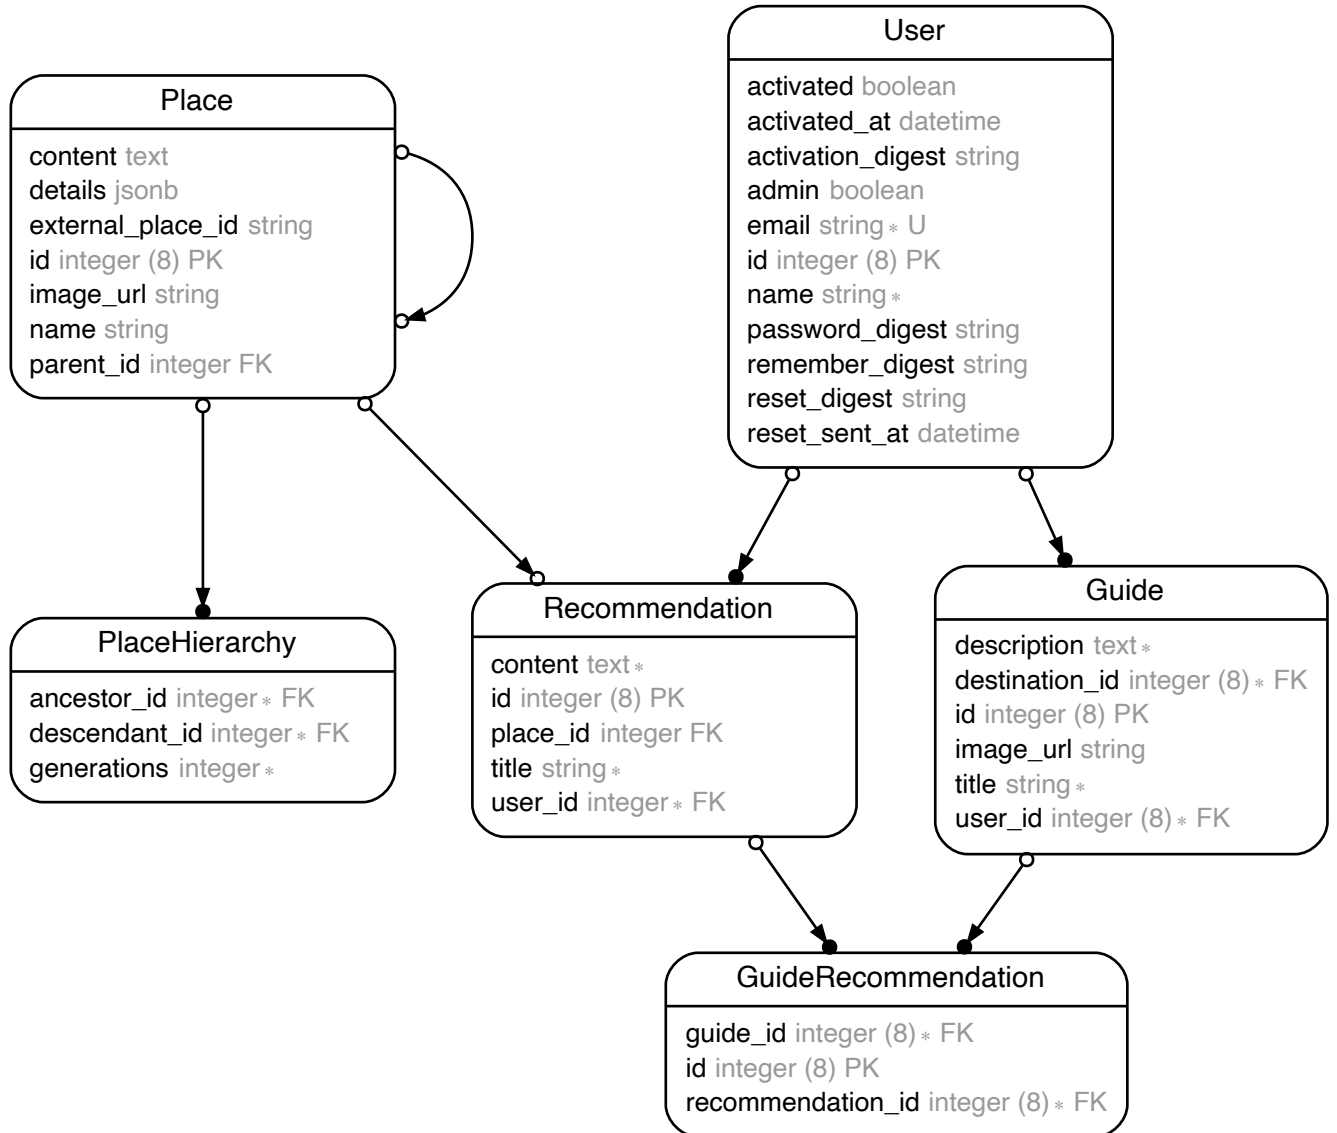 Place
content text
details jsonb
external_place_id string
id integer (8) PK
image_url string
name string
parent_id integer FK
User
activated boolean
activated_at datetime
activation_digest string
admin boolean
email string∗ U
id integer (8) PK
name string∗
password_digest string
remember_digest string
reset_digest string
reset_sent_at datetime
PlaceHierarchy
ancestor_id integer∗ FK
descendant_id integer∗ FK
generations integer∗
Recommendation
content text∗
id integer (8) PK
place_id integer FK
title string∗
user_id integer∗ FK
Guide
description text∗
destination_id integer (8)∗ FK
id integer (8) PK
image_url string
title string∗
user_id integer (8)∗ FK
GuideRecommendation
guide_id integer (8)∗ FK
id integer (8) PK
recommendation_id integer (8)∗ FK